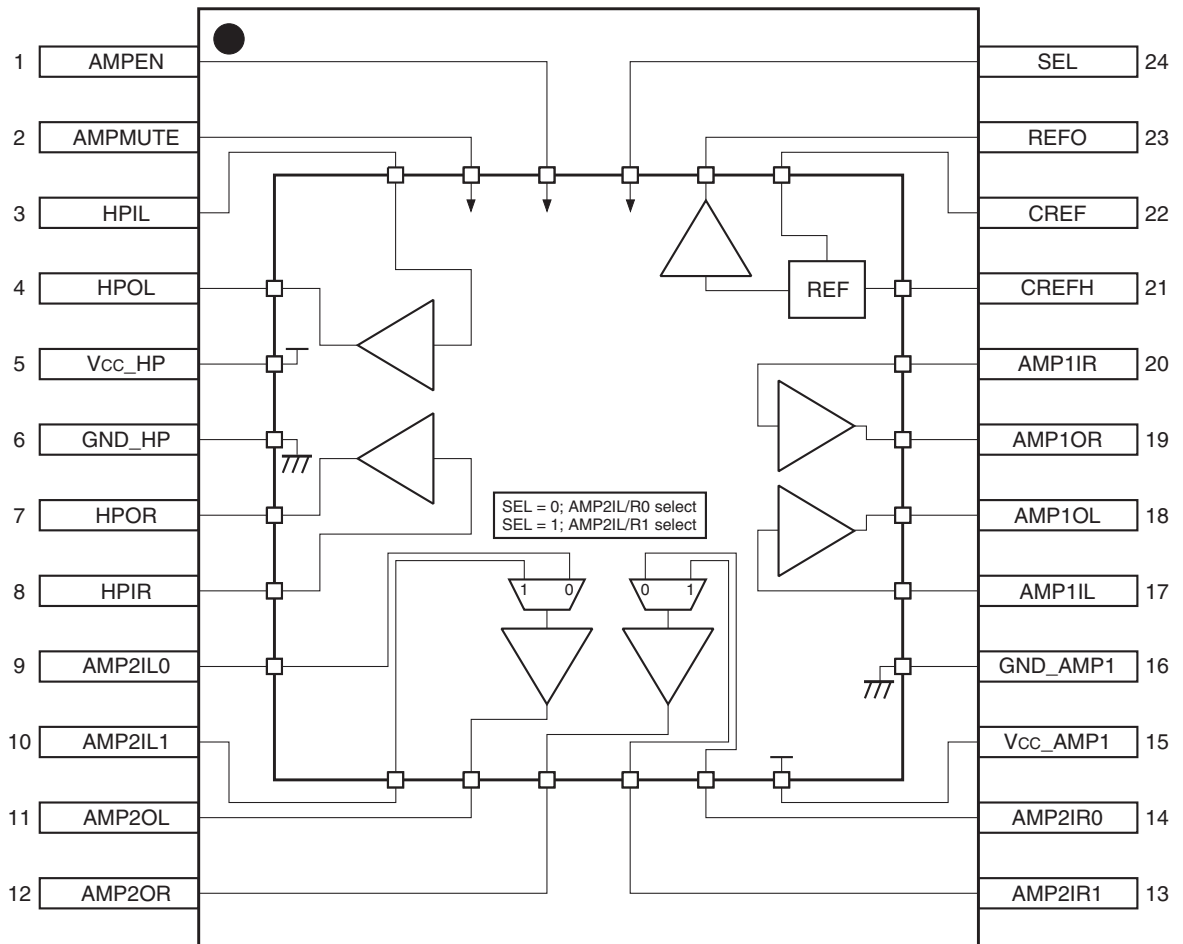 1 AMPEN
2 AMPMUTE
3 HPIL
4 HPOL
5 VCC_HP
6 GND_HP
7 HPOR
8 HPIR
9 AMP2IL0
10 AMP2IL1
11 AMP2OL
12 AMP2OR
REF
SEL = 0; AMP2IL/R0 select
SEL = 1; AMP2IL/R1 select
1 0
0 1
SEL 24
REFO 23
CREF 22
CREFH 21
AMP1IR 20
AMP1OR 19
AMP1OL 18
AMP1IL 17
GND_AMP1 16
VCC_AMP1 15
AMP2IR0 14
AMP2IR1 13